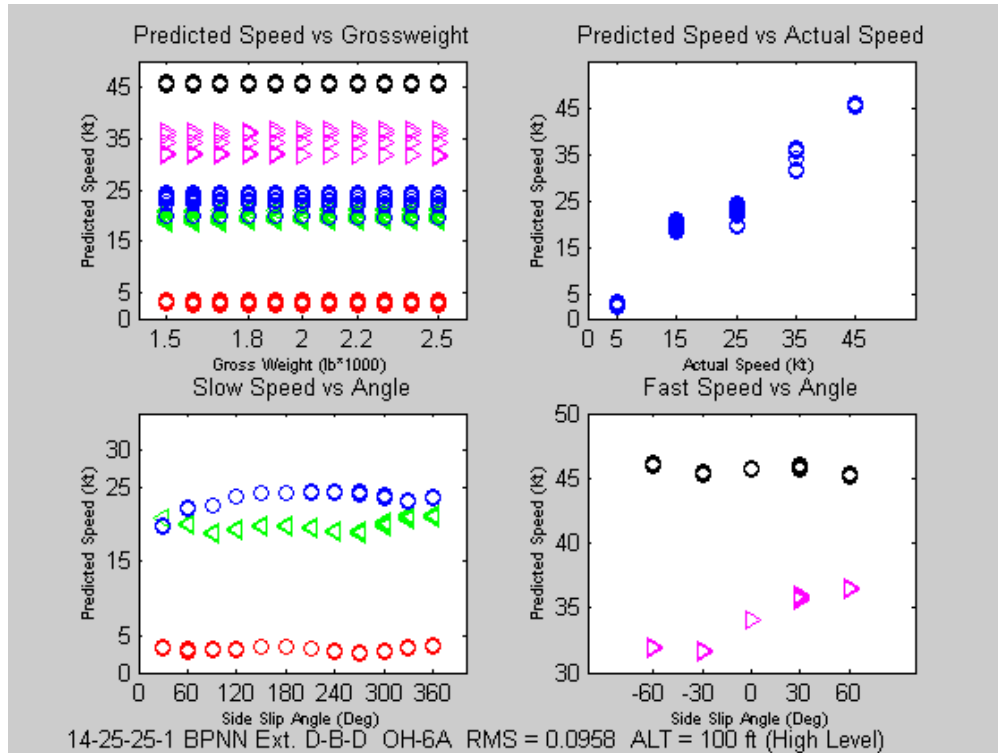 Predicted Speed vs Grossweight
Predicted Speed (Kt)
45
35
25
15
5
0
1.5 1.8 2 2.2 2.5
Gross Weight (lb*1000)
Predicted Speed vs Actual Speed
Predicted Speed (Kt)
45
35
25
15
5
0
0 5 15 25 35 45
Actual Speed (Kt)
Slow Speed vs Angle
Predicted Speed (Kt)
35
25
15
5
0
0 60 120 180 240 300 360
Side Slip Angle (Deg)
Fast Speed vs Angle
Predicted Speed (Kt)
50
45
40
35
30
-60 -30 0 30 60
Side Slip Angle (Deg)
14-25-25-1 BPNN Ext. D-B-D OH-6A RMS = 0.0958 ALT = 100 ft (High Level)